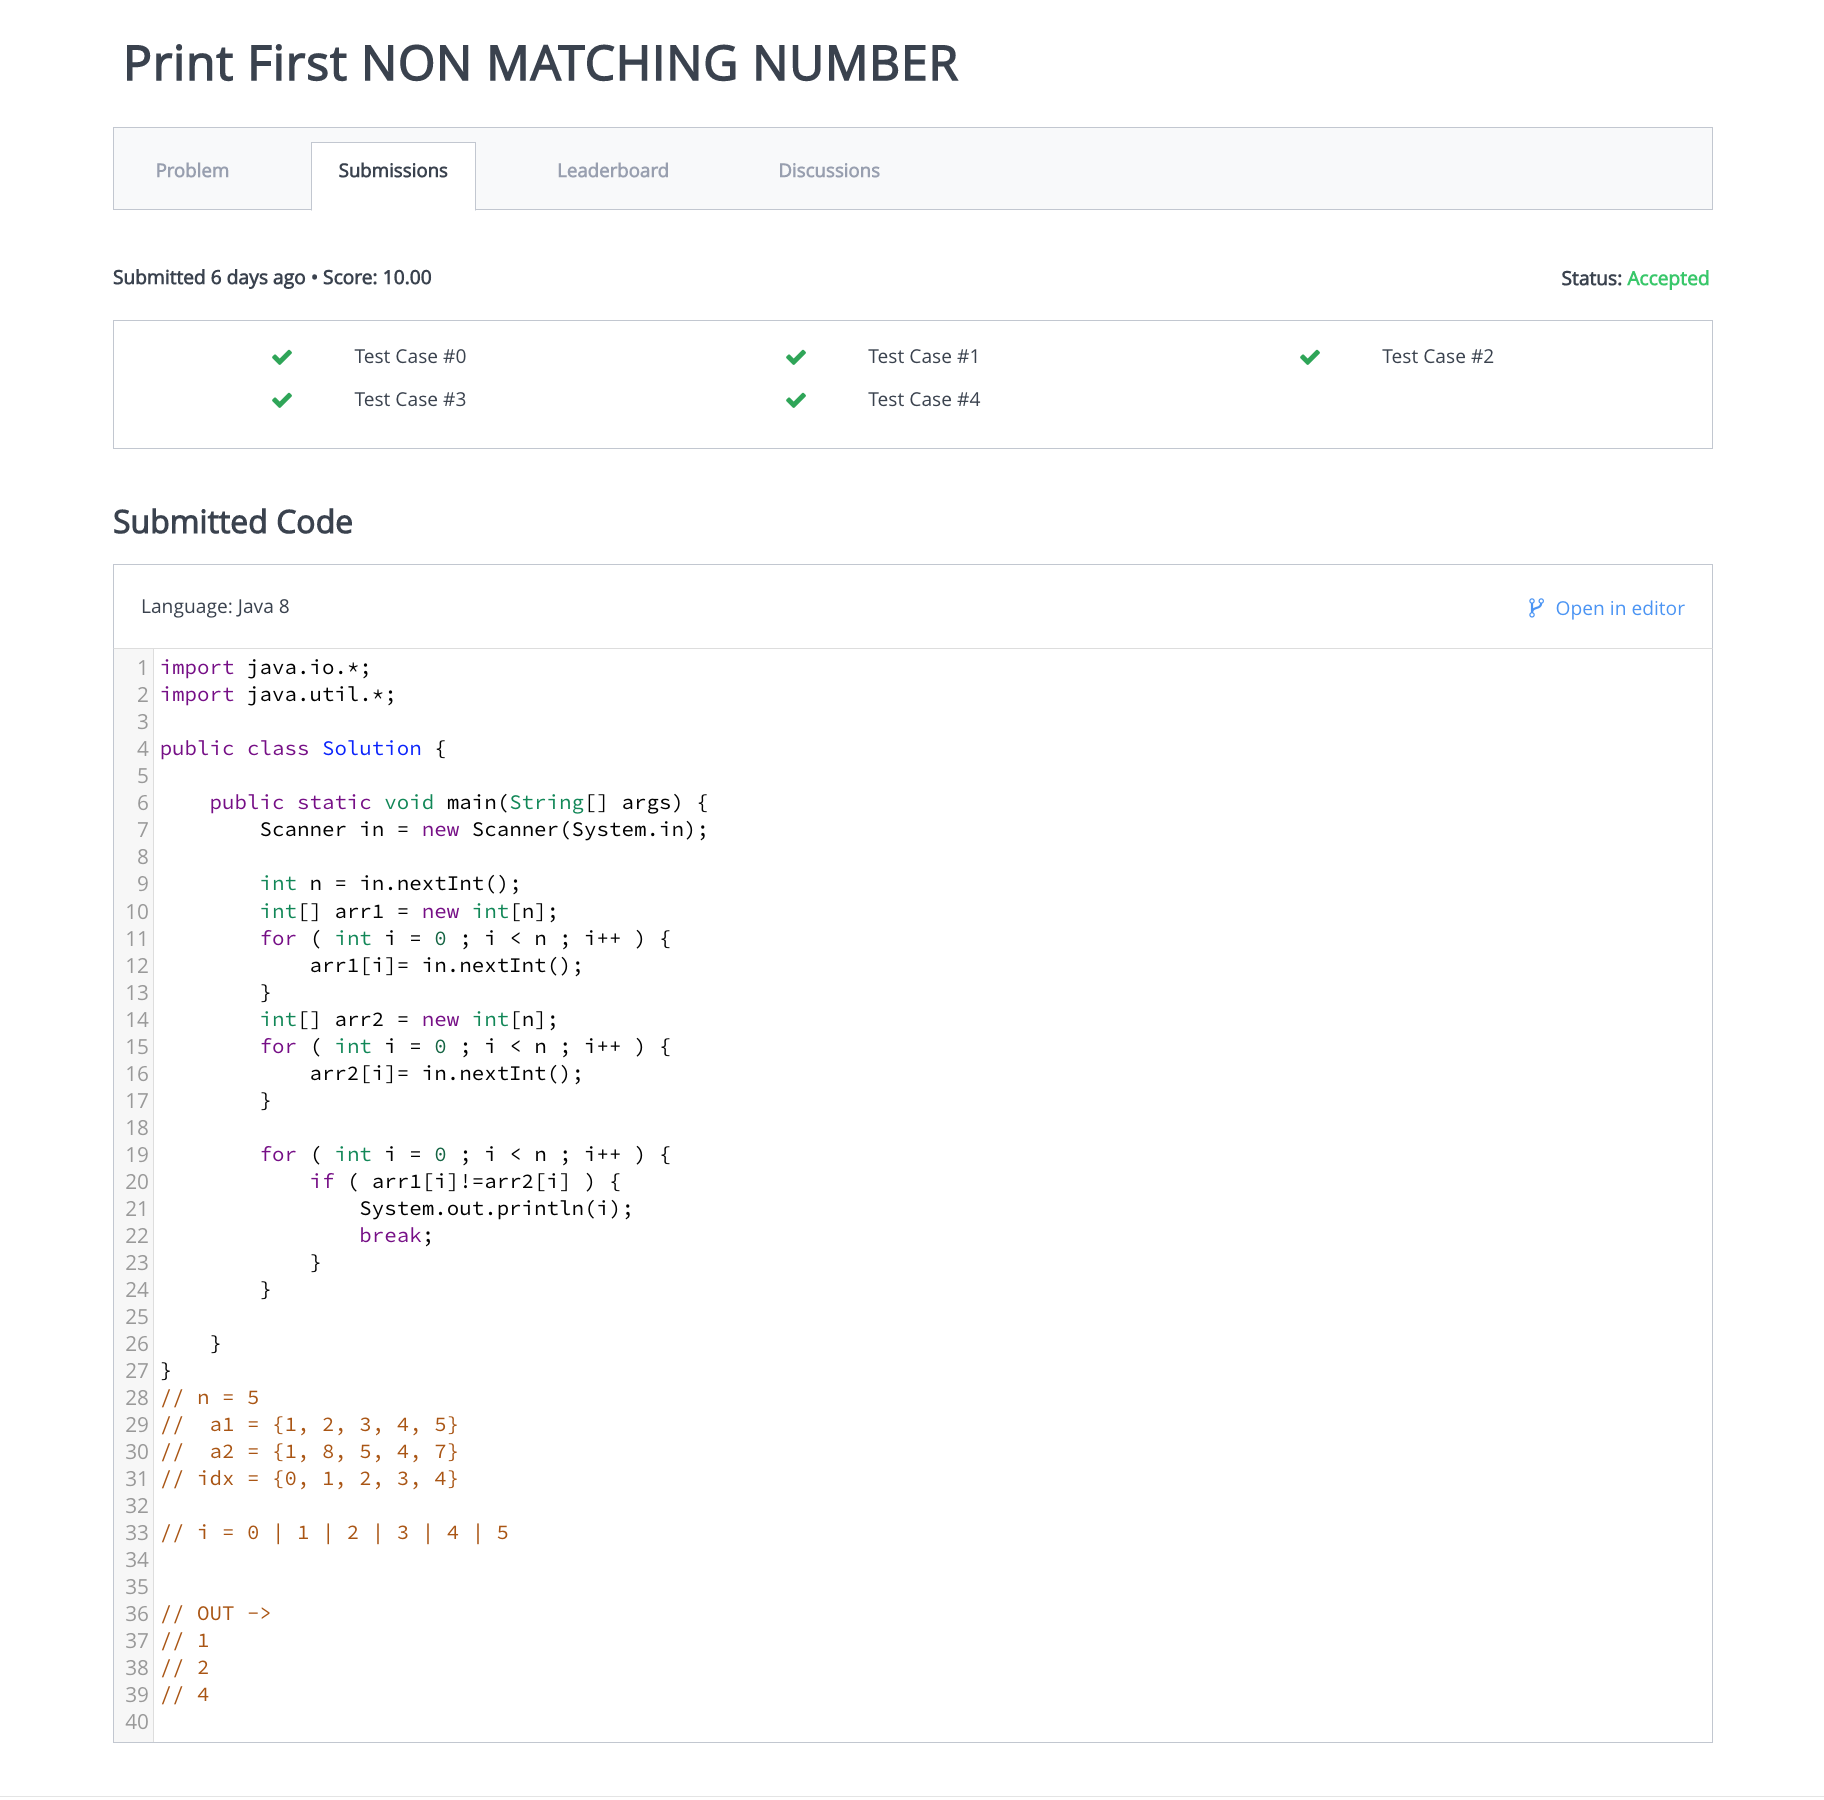 Print First NON MATCHING NUMBER
Problem
Submissions
Leaderboard
Discussions
Submitted 6 days ago • Score: 10.00
Status: Accepted
Test Case #0
Test Case #1
Test Case #2
Test Case #3
Test Case #4
Submitted Code
Language: Java 8
Open in editor
1 import java.io.*;
2 import java.util.*;
3
4 public class Solution {
5
6     public static void main(String[] args) {
7         Scanner in = new Scanner(System.in);
8
9         int n = in.nextInt();
10         int[] arr1 = new int[n];
11         for ( int i = 0 ; i < n ; i++ ) {
12             arr1[i]= in.nextInt();
13         }
14         int[] arr2 = new int[n];
15         for ( int i = 0 ; i < n ; i++ ) {
16             arr2[i]= in.nextInt();
17         }
18
19         for ( int i = 0 ; i < n ; i++ ) {
20             if ( arr1[i]!=arr2[i] ) {
21                 System.out.println(i);
22                 break;
23             }
24         }
25
26     }
27 }
28 // n = 5
29 //  a1 = {1, 2, 3, 4, 5}
30 //  a2 = {1, 8, 5, 4, 7}
31 // idx = {0, 1, 2, 3, 4}
32
33 // i = 0 | 1 | 2 | 3 | 4 | 5
34
35
36 // OUT ->
37 // 1
38 // 2
39 // 4
40